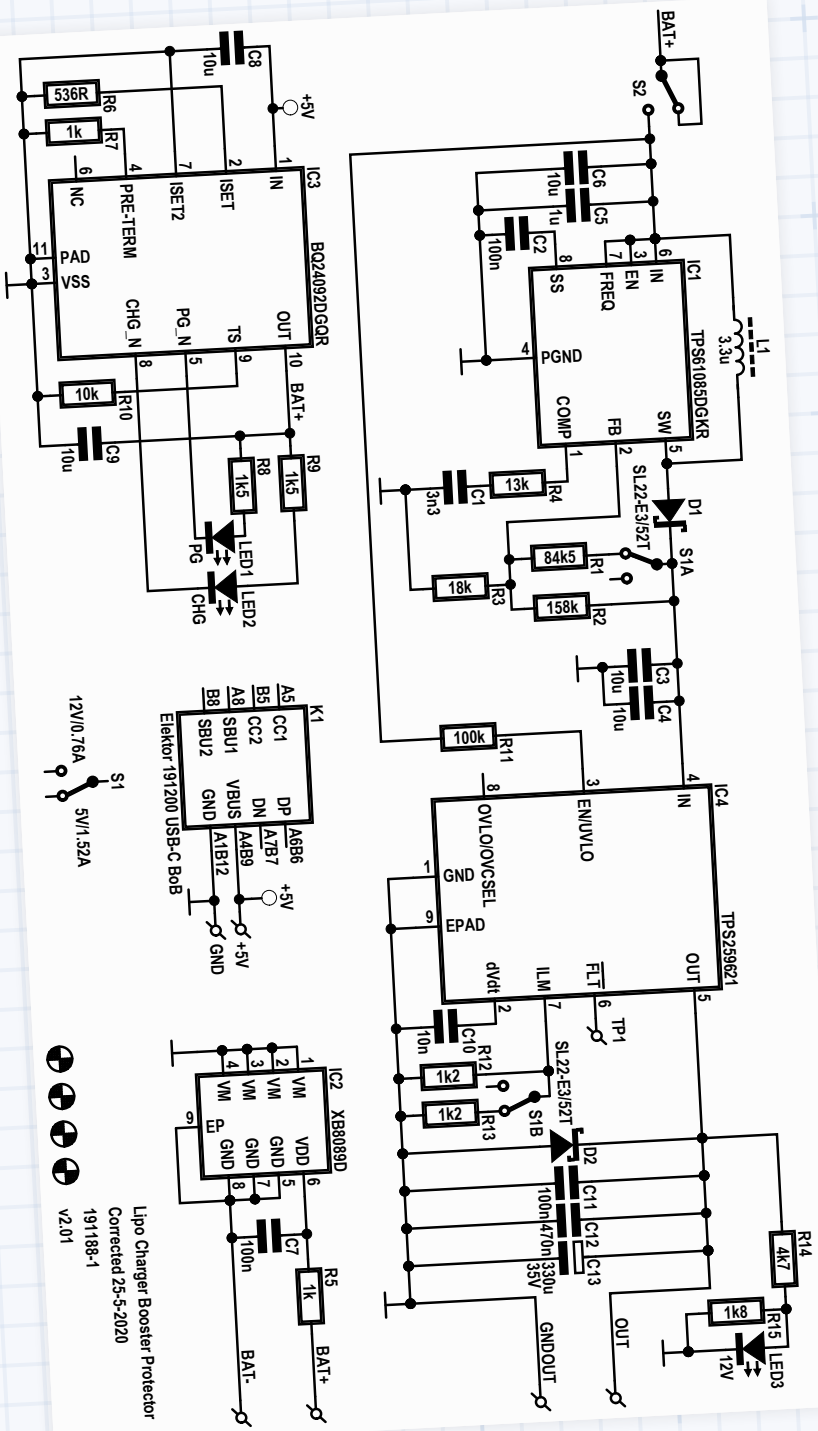 BAT+
S2
C6
10u
C5
1u
C2
100n
L1
3.3u
IC1
TPS61085DGKR
6
IN
3
EN
7
FREQ
8
SS
4
PGND
COMP
1
FB
2
SW
5
D1
SL22-E3/52T
S1A
R4
13k
C1
3n3
R1
84k5
R3
18k
R2
158k
C3
10u
C4
10u
R11
100k
IC4
TPS259621
4
IN
3
EN/UVLO
8
OVLO/OVCSEL
1
GND
9
EPAD
dVdt
2
ILM
7
FLT
6
OUT
5
TP1
C10
10n
R12
1k2
R13
1k2
S1B
SL22-E3/52T
D2
C11
100n
C12
470n
C13
330u
35V
R14
4k7
R15
1k8
LED3
12V
OUT
GNDOUT
C8
10u
+5V
R6
536R
R7
1k
IC3
BQ24092DGQR
1
IN
2
ISET
7
ISET2
4
PRE-TERM
6
NC
11
PAD
3
VSS
CHG_N
8
PG_N
5
TS
9
OUT
10
BAT+
R10
10k
C9
10u
R8
1k5
R9
1k5
LED1
PG
LED2
CHG
K1
A5
CC1
B5
CC2
A8
SBU1
B8
SBU2
DP
A6B6
DN
A7B7
VBUS
A4B9
GND
A1B12
Elektor 191200 USB-C BoB
+5V
+5V
GND
S1
12V/0.76A
5V/1.52A
IC2
XB8089D
1
VM
2
VM
3
VM
4
VM
9
EP
VDD
6
GND
5
GND
7
GND
8
C7
100n
R5
1k
BAT+
BAT-
Lipo Charger Booster Protector
Corrected 25-5-2020
191188-1
v2.01